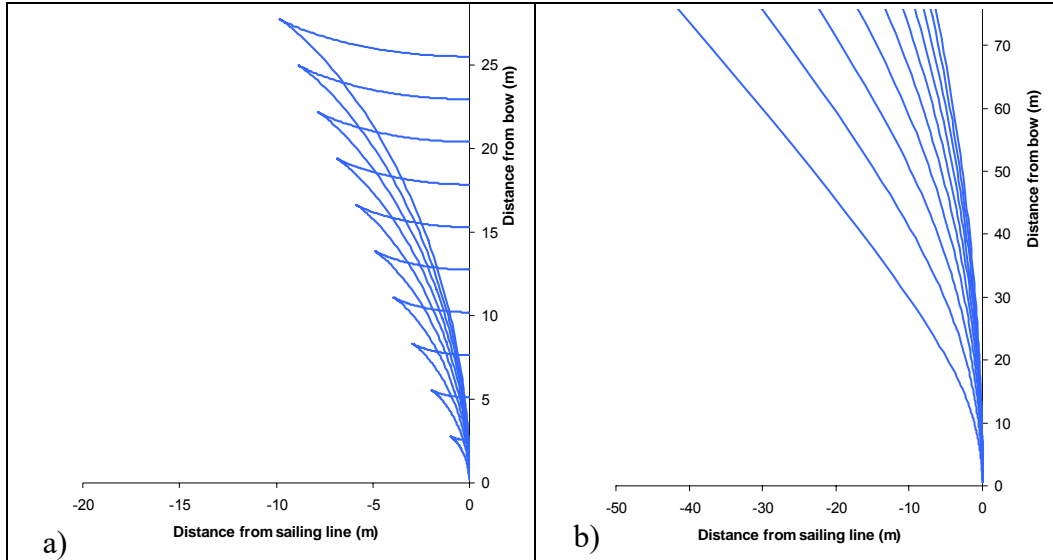 25
20
15
10
5
0
Distance from bow (m)
-20 -15 -10 -5 0
Distance from sailing line (m)
a)
70
60
50
40
30
20
10
0
Distance from bow (m)
-50 -40 -30 -20 -10 0
Distance from sailing line (m)
b)